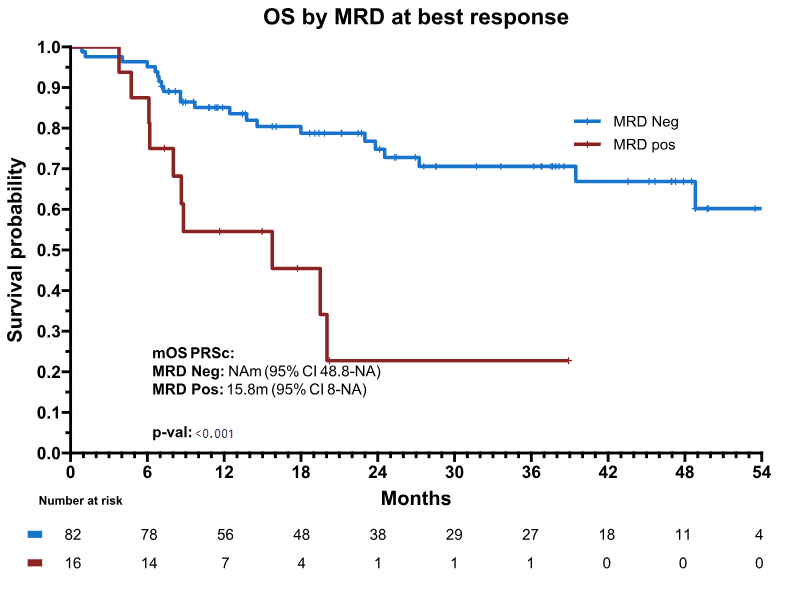 OS by MRD at best response
1.0
0.9
0.8
0.7
0.6
0.5
0.4
0.3
0.2
0.1
0.0
Survival probability
MRD Neg
MRD pos
mOS PRSc:
MRD Neg: NAm (95% CI 48.8-NA)
MRD Pos: 15.8m (95% CI 8-NA)
p-val: <0.001
0 6 12 18 24 30 36 42 48 54
Months
Number at risk
82 78 56 48 38 29 27 18 11 4
16 14 7 4 1 1 1 0 0 0